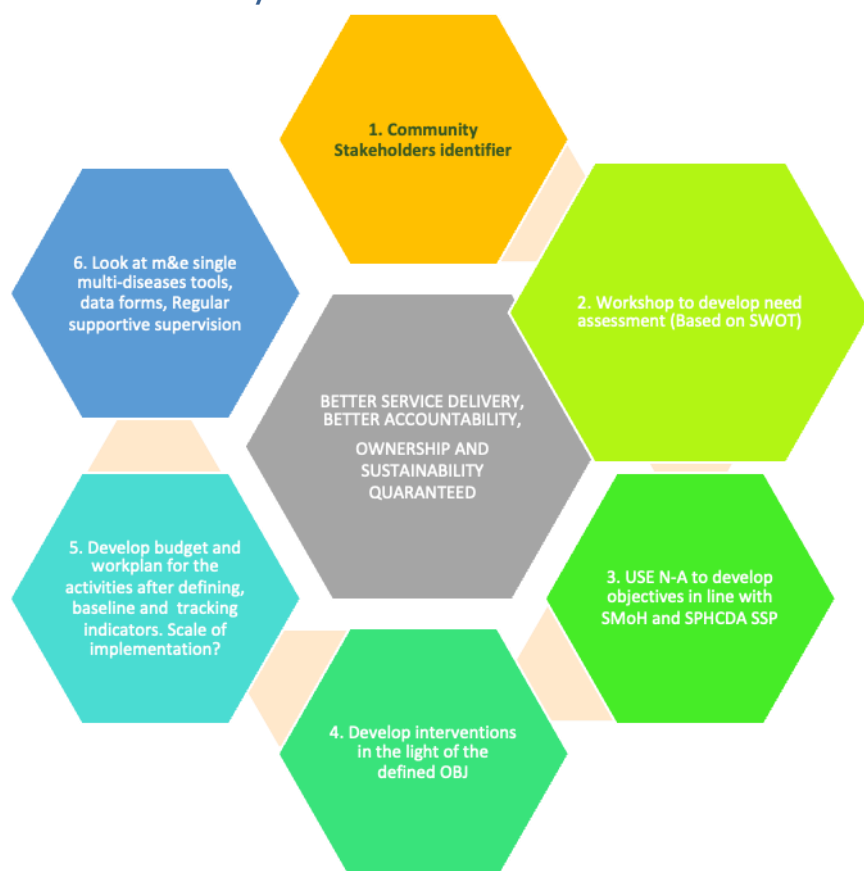 1. Community
Stakeholders identifier
2. Workshop to develop need
assessment (Based on SWOT)
3. USE N-A to develop
objectives in line with
SMoH and SPHCDA SSP
4. Develop interventions
in the light of the
defined OBJ
5. Develop budget and
workplan for the
activities after defining,
baseline and tracking
indicators. Scale of
implementation?
6. Look at m&e single
multi-diseases tools,
data forms, Regular
supportive supervision
BETTER SERVICE DELIVERY,
BETTER ACCOUNTABILITY,
OWNERSHIP AND
SUSTAINABILITY
QUARANTEED